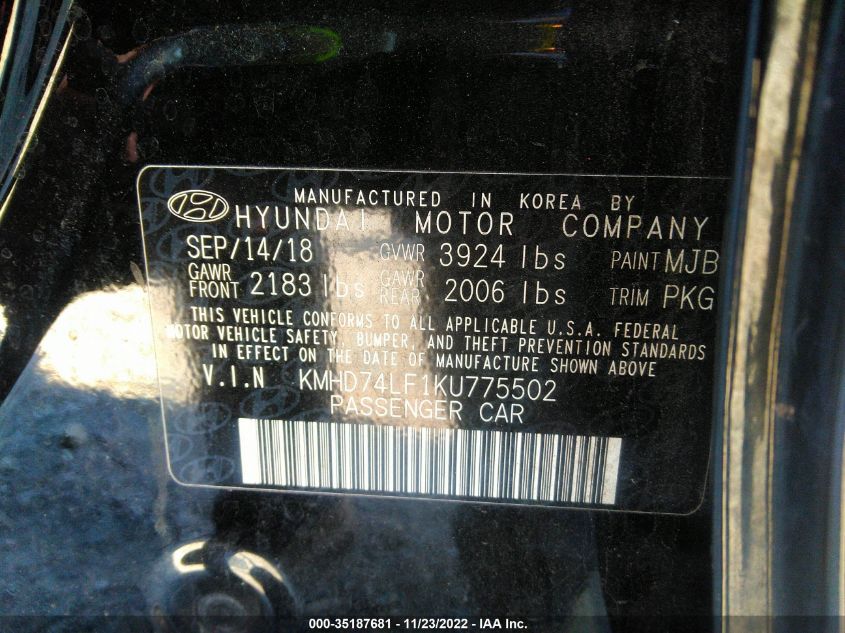 MANUFACTURED IN KOREA BY
HYUNDAI MOTOR COMPANY
SEP/14/18 GVWR 3924 lbs PAINT MJB
GAWR FRONT 2183 lbs GAWR REAR 2006 lbs TRIM PKG
THIS VEHICLE CONFORMS TO ALL APPLICABLE U.S.A. FEDERAL
MOTOR VEHICLE SAFETY, BUMPER, AND THEFT PREVENTION STANDARDS
IN EFFECT ON THE DATE OF MANUFACTURE SHOWN ABOVE
V.I.N KMHD74LF1KU775502
PASSENGER CAR
000-35187681 - 11/23/2022 - IAA Inc.